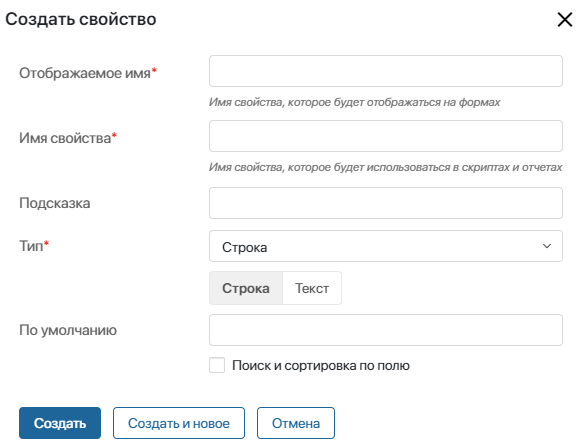 Создать свойство
Отображаемое имя*
Имя свойства, которое будет отображаться на формах
Имя свойства*
Имя свойства, которое будет использоваться в скриптах и отчетах
Подсказка
Тип*
Строка
Строка Текст
По умолчанию
Поиск и сортировка по полю
Создать Создать и новое Отмена